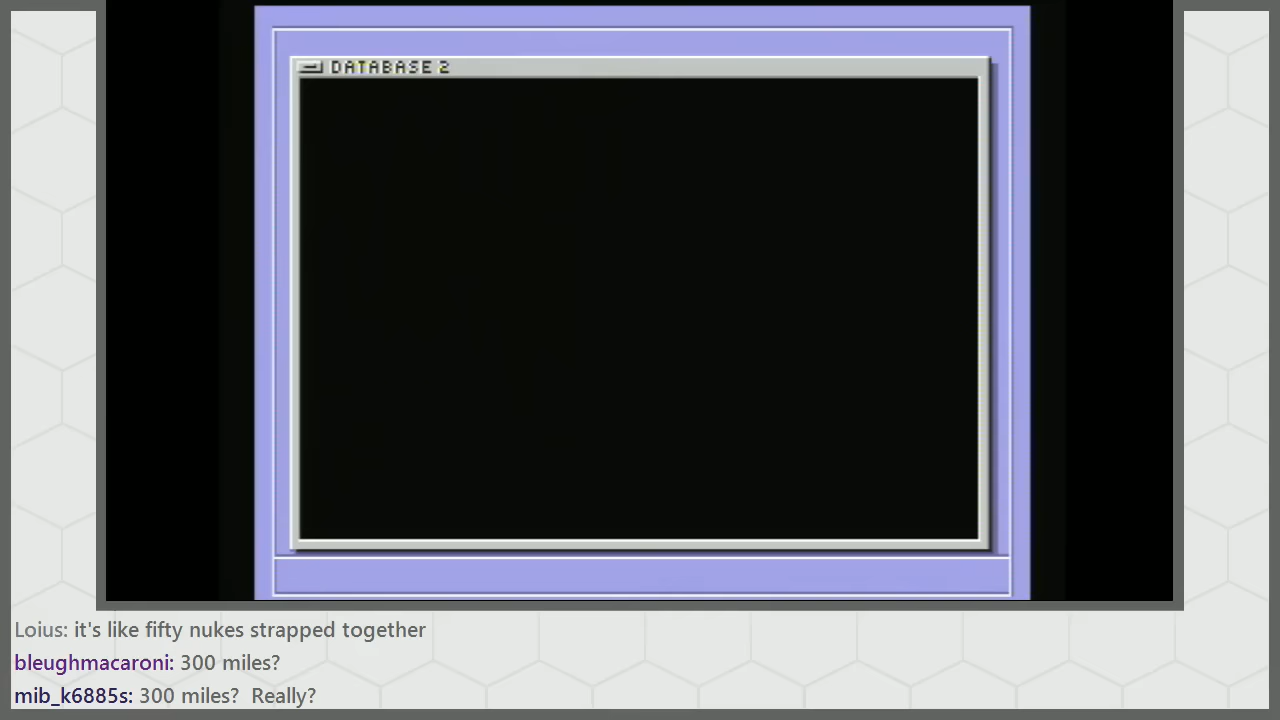 DATABASE 2
Loius: it's like fifty nukes strapped together
bleughmacaroni: 300 miles?
mib_k6885s: 300 miles?  Really?